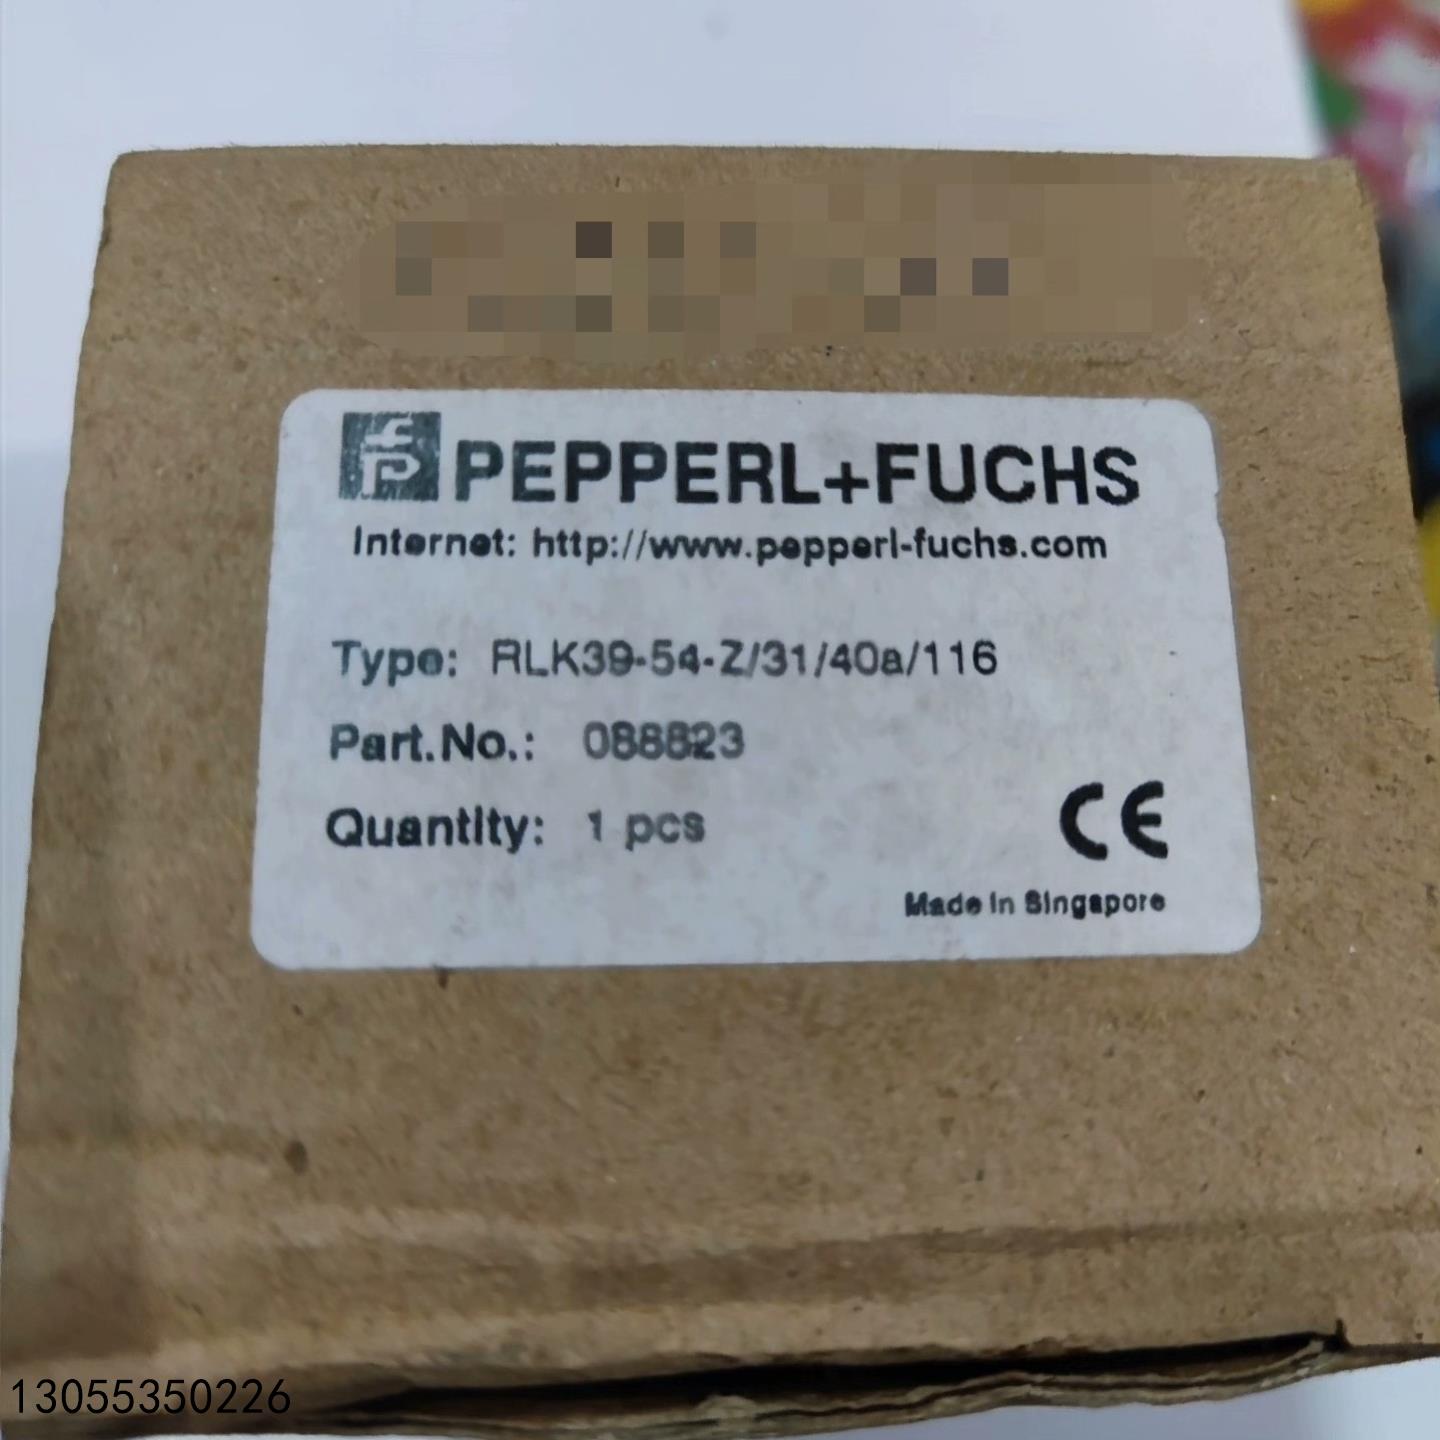 PEPPERL+FUCHS
Internet: http://www.pepperl-fuchs.com
Type: RLK39-54-Z/31/40a/116
Part.No.: 088823
Quantity: 1 pcs
CE
Made in Singapore
13055350226